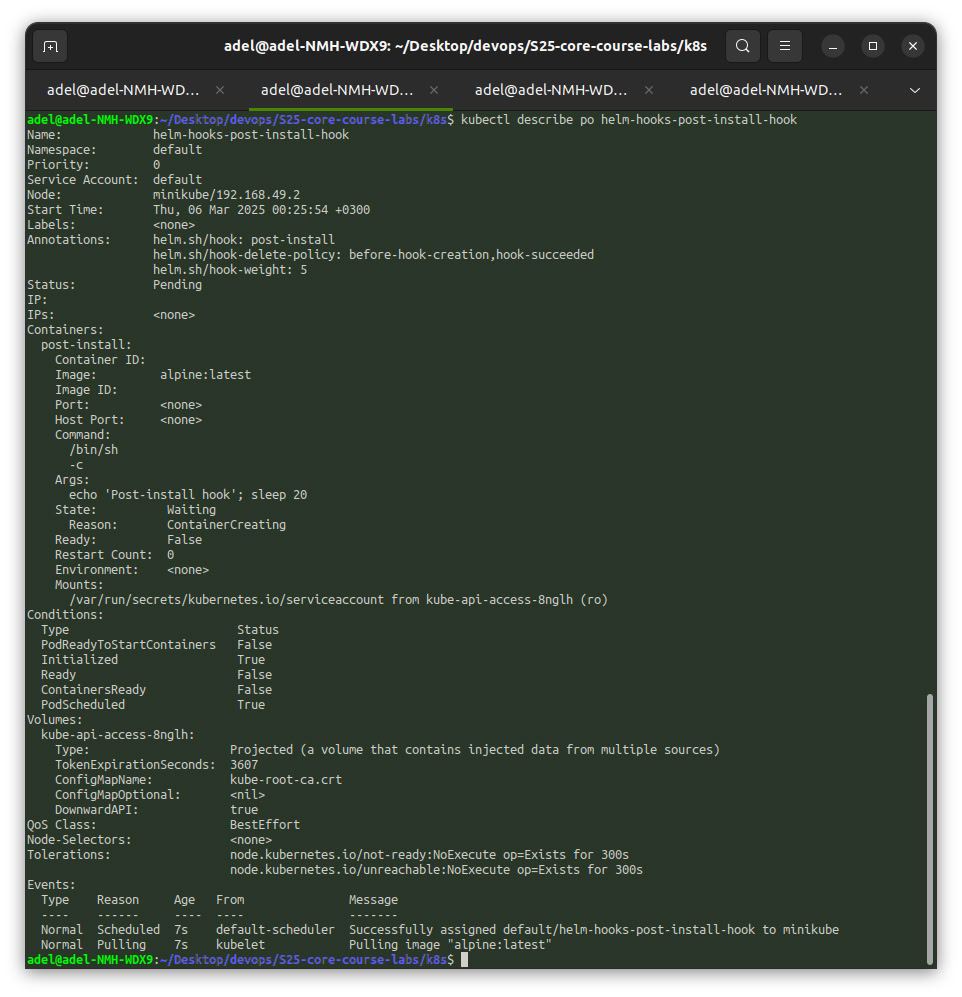 adel@adel-NMH-WDX9: ~/Desktop/devops/S25-core-course-labs/k8s
adel@adel-NMH-WD... × adel@adel-NMH-WD... × adel@adel-NMH-WD... × adel@adel-NMH-WD... ×
adel@adel-NMH-WDX9:~/Desktop/devops/S25-core-course-labs/k8s$ kubectl describe po helm-hooks-post-install-hook
Name:             helm-hooks-post-install-hook
Namespace:        default
Priority:         0
Service Account:  default
Node:             minikube/192.168.49.2
Start Time:       Thu, 06 Mar 2025 00:25:54 +0300
Labels:           <none>
Annotations:      helm.sh/hook: post-install
                  helm.sh/hook-delete-policy: before-hook-creation,hook-succeeded
                  helm.sh/hook-weight: 5
Status:           Pending
IP:
IPs:              <none>
Containers:
  post-install:
    Container ID:
    Image:         alpine:latest
    Image ID:
    Port:          <none>
    Host Port:     <none>
    Command:
      /bin/sh
      -c
    Args:
      echo 'Post-install hook'; sleep 20
    State:          Waiting
      Reason:       ContainerCreating
    Ready:          False
    Restart Count:  0
    Environment:    <none>
    Mounts:
      /var/run/secrets/kubernetes.io/serviceaccount from kube-api-access-8nglh (ro)
Conditions:
  Type                        Status
  PodReadyToStartContainers   False
  Initialized                 True
  Ready                       False
  ContainersReady             False
  PodScheduled                True
Volumes:
  kube-api-access-8nglh:
    Type:                    Projected (a volume that contains injected data from multiple sources)
    TokenExpirationSeconds:  3607
    ConfigMapName:           kube-root-ca.crt
    ConfigMapOptional:       <nil>
    DownwardAPI:             true
QoS Class:                   BestEffort
Node-Selectors:              <none>
Tolerations:                 node.kubernetes.io/not-ready:NoExecute op=Exists for 300s
                             node.kubernetes.io/unreachable:NoExecute op=Exists for 300s
Events:
  Type    Reason     Age   From               Message
  ----    ------     ----  ----               -------
  Normal  Scheduled  7s    default-scheduler  Successfully assigned default/helm-hooks-post-install-hook to minikube
  Normal  Pulling    7s    kubelet            Pulling image "alpine:latest"
adel@adel-NMH-WDX9:~/Desktop/devops/S25-core-course-labs/k8s$